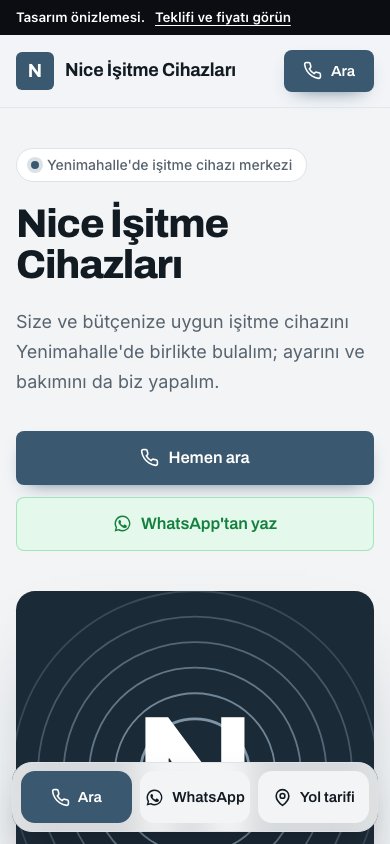 Tasarım önizlemesi. Teklifi ve fiyatı görün
N Nice İşitme Cihazları Ara
Yenimahalle'de işitme cihazı merkezi
Nice İşitme
Cihazları
Size ve bütçenize uygun işitme cihazını
Yenimahalle'de birlikte bulalım; ayarını ve
bakımını da biz yapalım.
Hemen ara
WhatsApp'tan yaz
N
Ara WhatsApp Yol tarifi